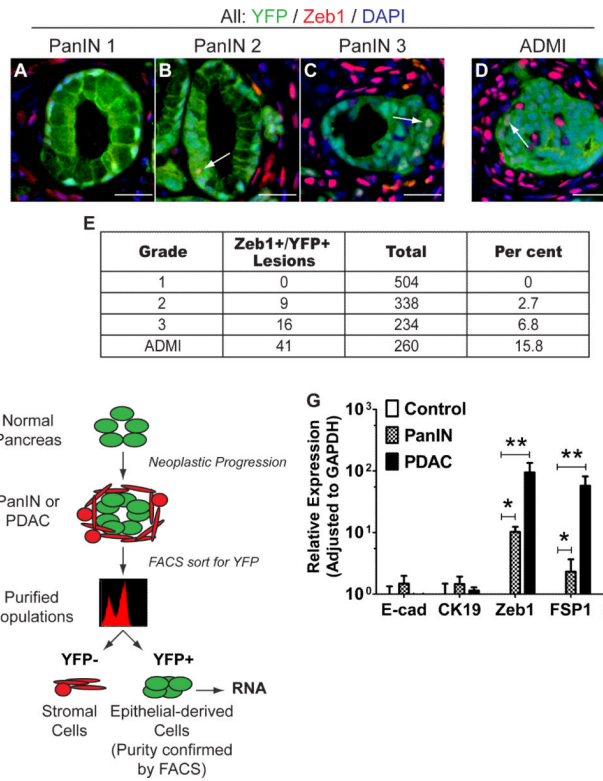 All: YFP / Zeb1 / DAPI
PanIN 1 PanIN 2 PanIN 3 ADMI
A B C D
E
Grade Zeb1+/YFP+ Lesions Total Per cent
1 0 504 0
2 9 338 2.7
3 16 234 6.8
ADMI 41 260 15.8
Normal
Pancreas
Neoplastic Progression
PanIN or
PDAC
FACS sort for YFP
Purified
opulations
YFP- YFP+
RNA
Stromal
Cells
Epithelial-derived
Cells
(Purity confirmed
by FACS)
G
Relative Expression
(Adjusted to GAPDH)
10³
10²
10¹
10⁰
Control
PanIN
PDAC
** **
* *
E-cad CK19 Zeb1 FSP1